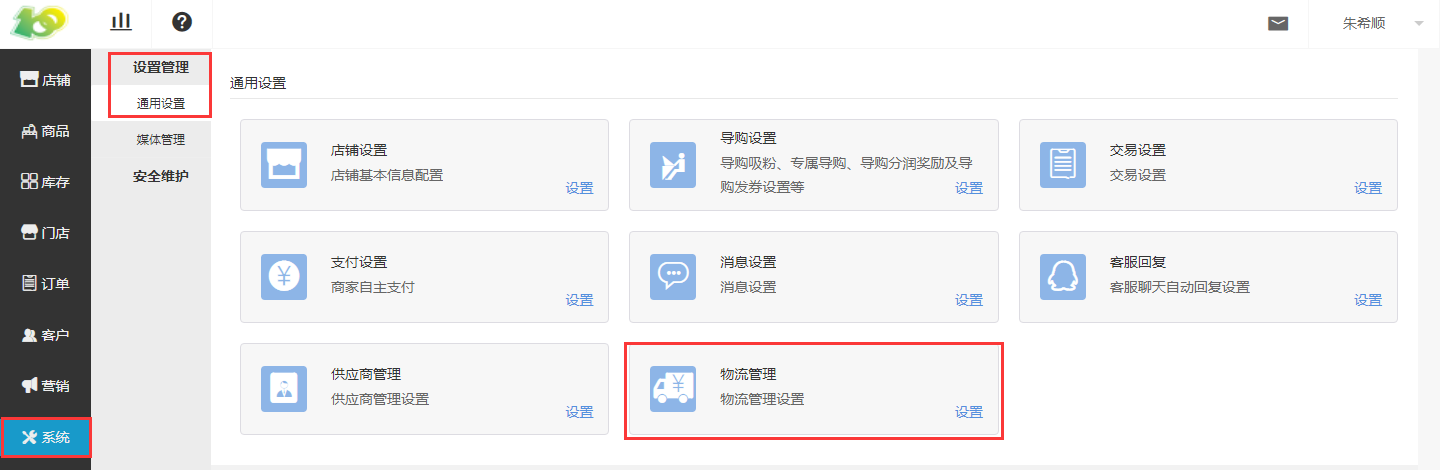 朱希顺
店铺
商品
库存
门店
订单
客户
营销
系统
设置管理
通用设置
媒体管理
安全维护
通用设置
店铺设置
店铺基本信息配置
设置
导购设置
导购吸粉、专属导购、导购分润奖励及导
购发券设置等
设置
交易设置
交易设置
设置
支付设置
商家自主支付
设置
消息设置
消息设置
设置
客服回复
客服聊天自动回复设置
设置
供应商管理
供应商管理设置
设置
物流管理
物流管理设置
设置